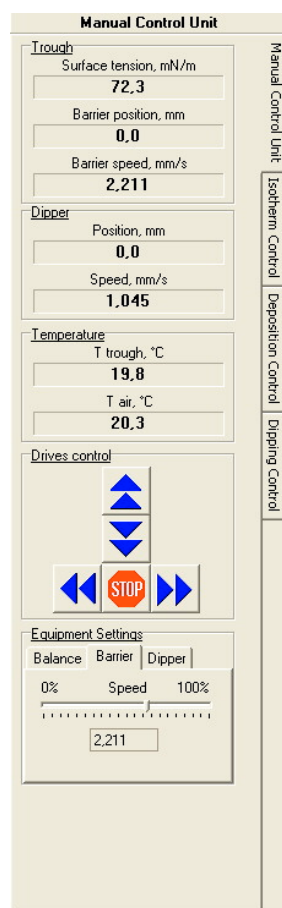 Manual Control Unit
Trough
Surface tension, mN/m
72,3
Barrier position, mm
0,0
Barrier speed, mm/s
2,211
Dipper
Position, mm
0,0
Speed, mm/s
1,045
Temperature
T trough, °C
19,8
T air, °C
20,3
Drives control
STOP
Equipment Settings
Balance Barrier Dipper
0% Speed 100%
2,211
Manual Control Unit
Isotherm Control
Deposition Control
Dipping Control